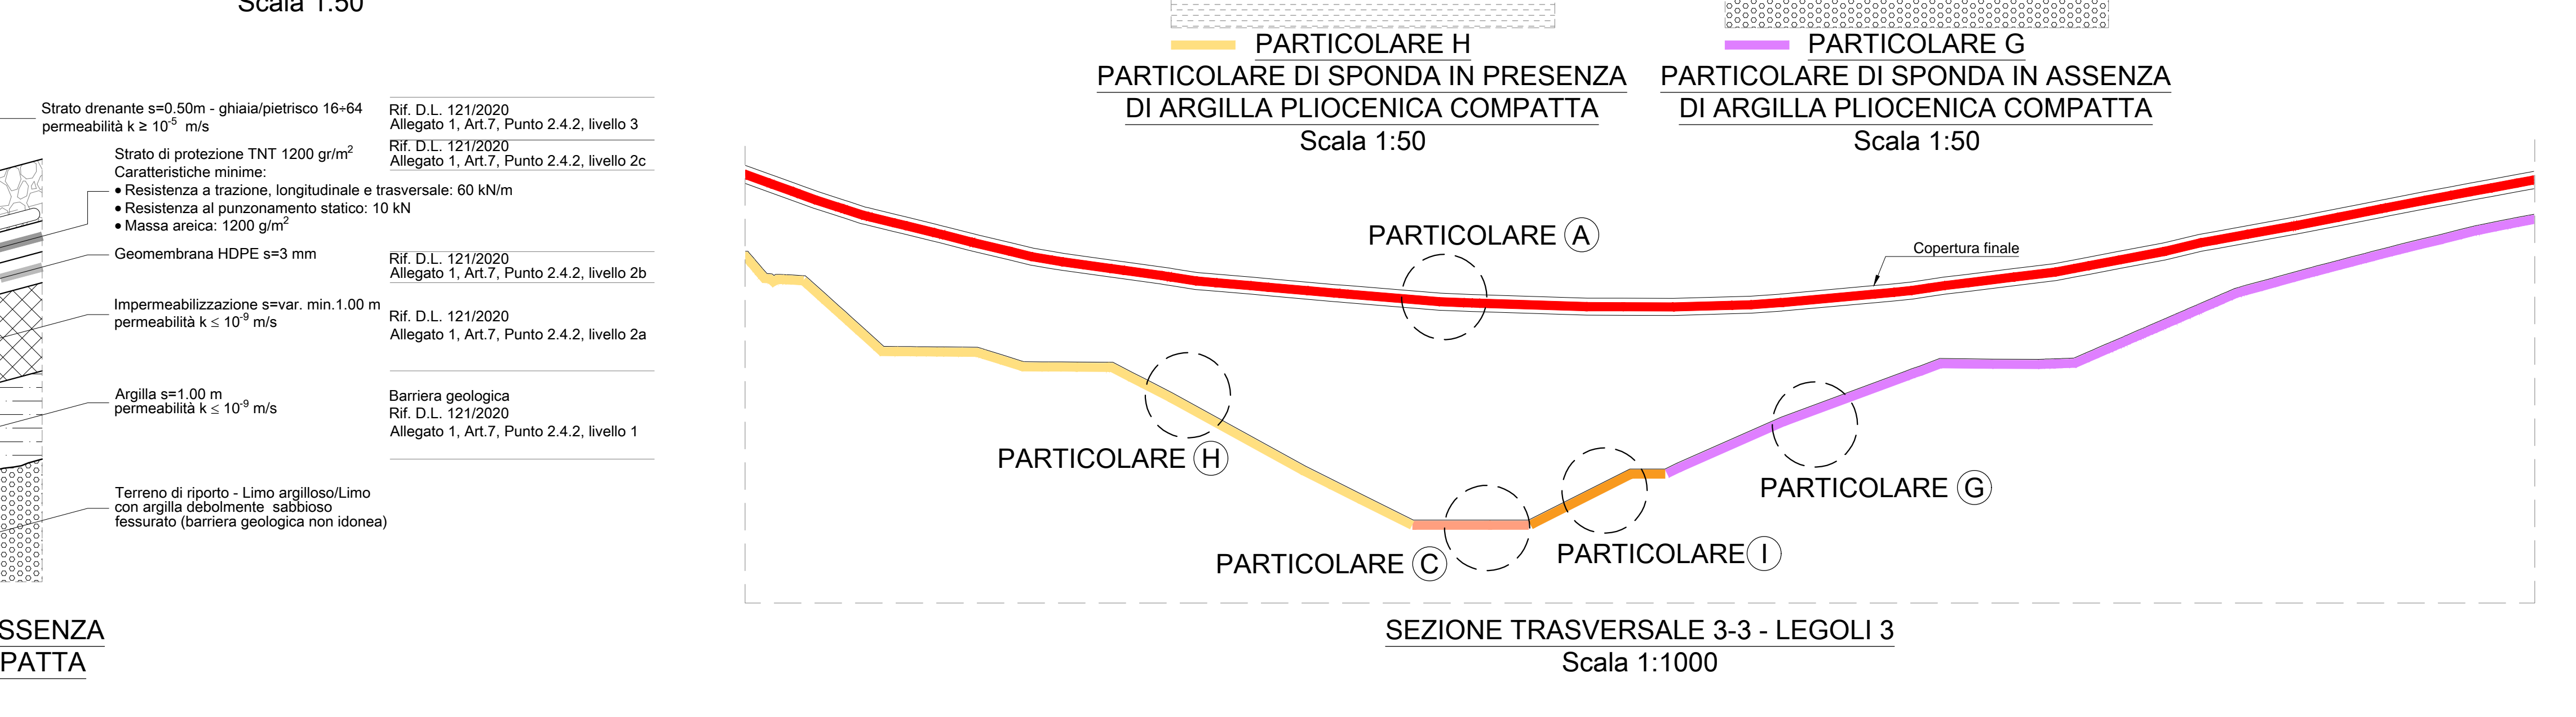 Scala 1:50
Strato drenante s=0.50m - ghiaia/pietrisco 16÷64
permeabilità k ≥ 10-5 m/s
Rif. D.L. 121/2020
Allegato 1, Art.7, Punto 2.4.2, livello 3
Strato di protezione TNT 1200 gr/m2
Caratteristiche minime:
• Resistenza a trazione, longitudinale e trasversale: 60 kN/m
• Resistenza al punzonamento statico: 10 kN
• Massa areica: 1200 g/m2
Rif. D.L. 121/2020
Allegato 1, Art.7, Punto 2.4.2, livello 2c
Geomembrana HDPE s=3 mm
Rif. D.L. 121/2020
Allegato 1, Art.7, Punto 2.4.2, livello 2b
Impermeabilizzazione s=var. min.1.00 m
permeabilità k ≤ 10-9 m/s
Rif. D.L. 121/2020
Allegato 1, Art.7, Punto 2.4.2, livello 2a
Argilla s=1.00 m
permeabilità k ≤ 10-9 m/s
Barriera geologica
Rif. D.L. 121/2020
Allegato 1, Art.7, Punto 2.4.2, livello 1
Terreno di riporto - Limo argilloso/Limo
con argilla debolmente sabbioso
fessurato (barriera geologica non idonea)
SSENZA
PATTA
PARTICOLARE H
PARTICOLARE DI SPONDA IN PRESENZA
DI ARGILLA PLIOCENICA COMPATTA
Scala 1:50
PARTICOLARE G
PARTICOLARE DI SPONDA IN ASSENZA
DI ARGILLA PLIOCENICA COMPATTA
Scala 1:50
PARTICOLARE A
Copertura finale
PARTICOLARE H
PARTICOLARE G
PARTICOLARE C
PARTICOLARE I
SEZIONE TRASVERSALE 3-3 - LEGOLI 3
Scala 1:1000